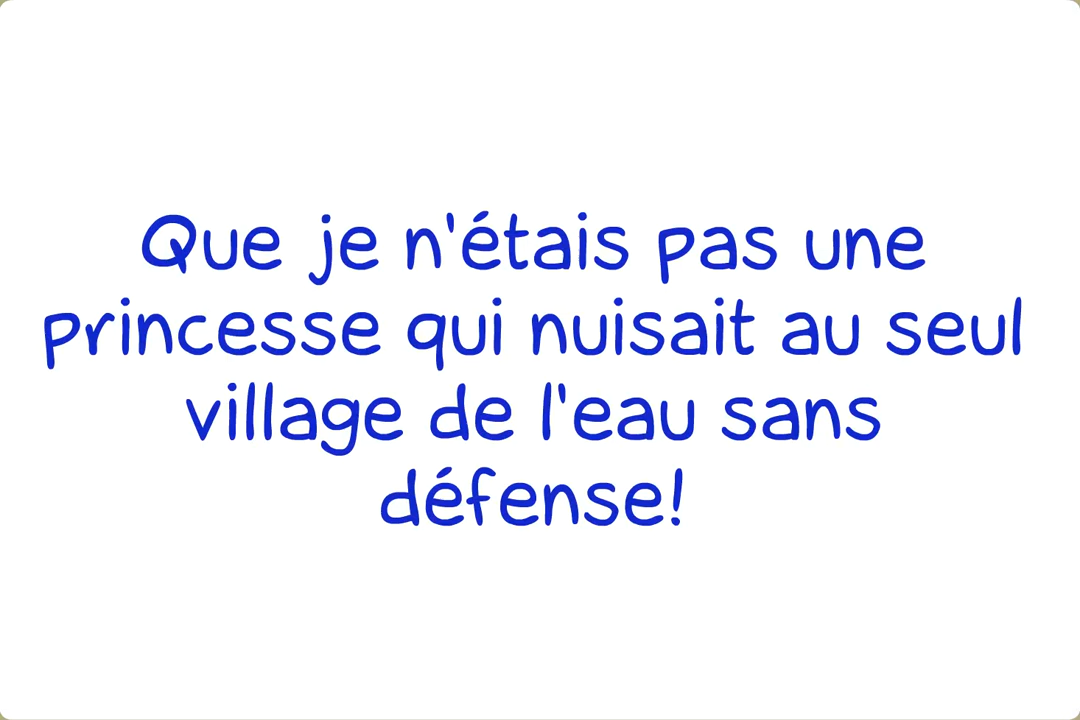 Que je n'étais pas une
princesse qui nuisait au seul
village de l'eau sans
défense!